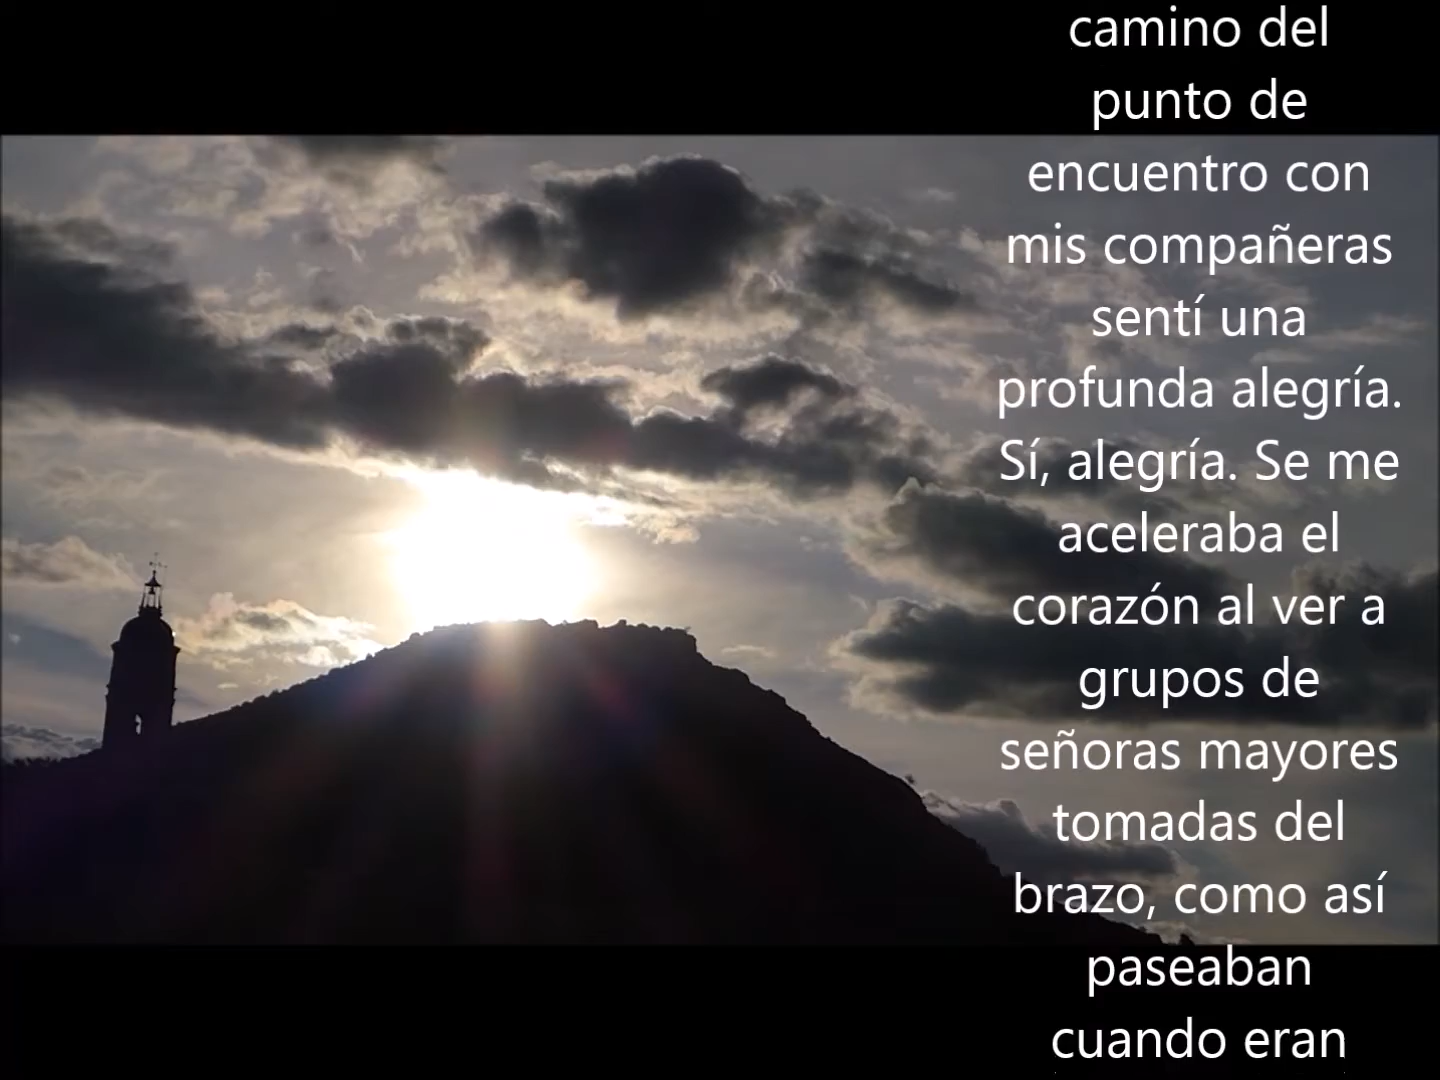 camino del
punto de
encuentro con
mis compañeras
sentí una
profunda alegría.
Sí, alegría. Se me
aceleraba el
corazón al ver a
grupos de
señoras mayores
tomadas del
brazo, como así
paseaban
cuando eran